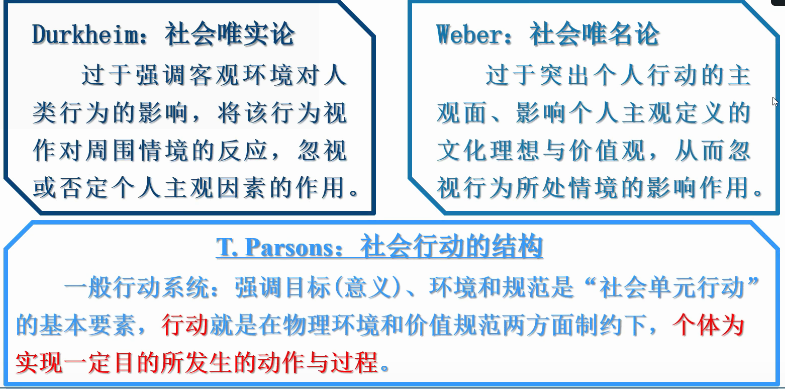 Durkheim：社会唯实论
过于强调客观环境对人
类行为的影响，将该行为视
作对周围情境的反应，忽视
或否定个人主观因素的作用。
Weber：社会唯名论
过于突出个人行动的主
观面、影响个人主观定义的
文化理想与价值观，从而忽
视行为所处情境的影响作用。
T. Parsons：社会行动的结构
一般行动系统：强调目标(意义)、环境和规范是“社会单元行动”
的基本要素，行动就是在物理环境和价值规范两方面制约下，个体为
实现一定目的所发生的动作与过程。